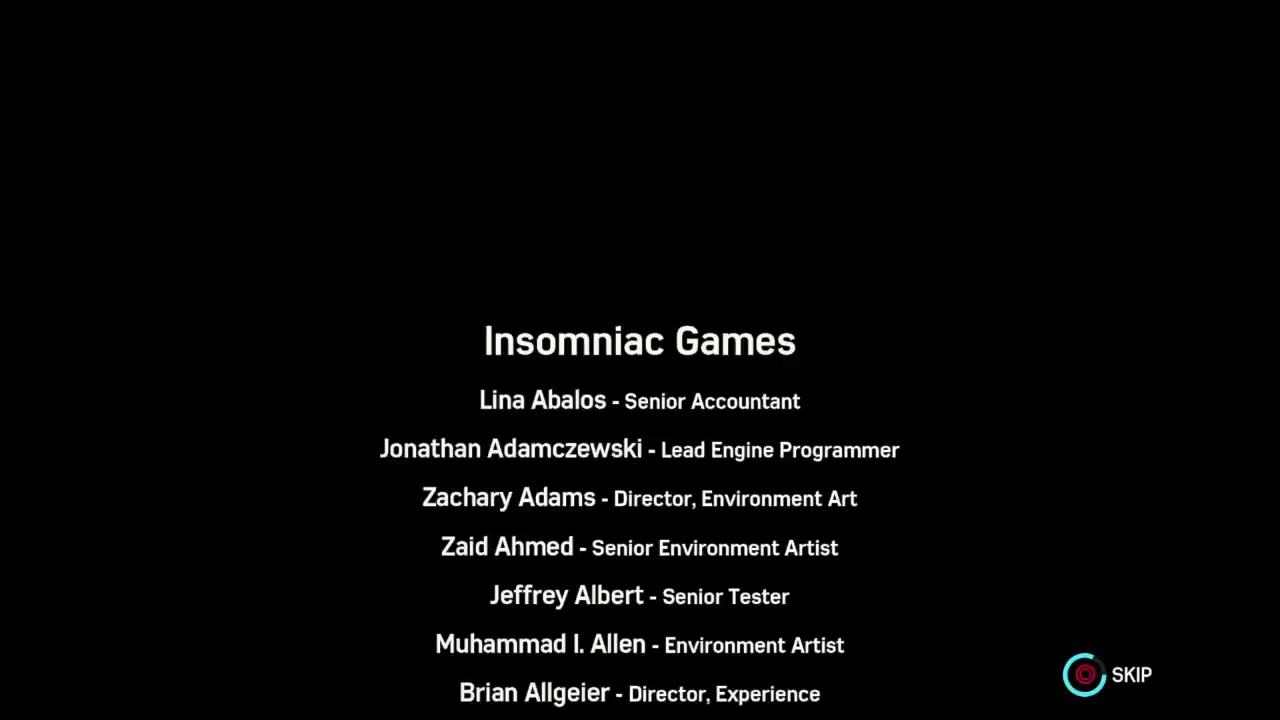 Insomniac Games
Lina Abalos - Senior Accountant
Jonathan Adamczewski - Lead Engine Programmer
Zachary Adams - Director, Environment Art
Zaid Ahmed - Senior Environment Artist
Jeffrey Albert - Senior Tester
Muhammad I. Allen - Environment Artist
Brian Allgeier - Director, Experience
SKIP